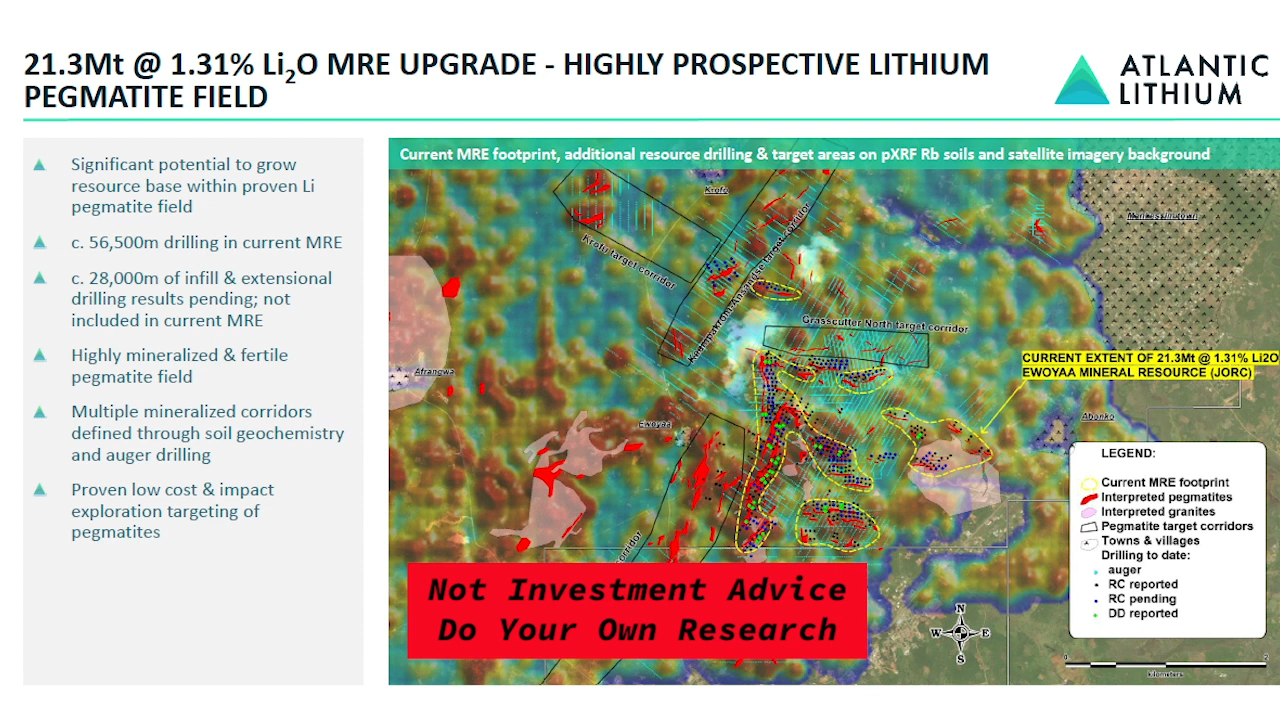 21.3Mt @ 1.31% Li₂O MRE UPGRADE - HIGHLY PROSPECTIVE LITHIUM
PEGMATITE FIELD
ATLANTIC
LITHIUM
Significant potential to grow
resource base within proven Li
pegmatite field
c. 56,500m drilling in current MRE
c. 28,000m of infill & extensional
drilling results pending; not
included in current MRE
Highly mineralized & fertile
pegmatite field
Multiple mineralized corridors
defined through soil geochemistry
and auger drilling
Proven low cost & impact
exploration targeting of
pegmatites
Current MRE footprint, additional resource drilling & target areas on pXRF Rb soils and satellite imagery background
Krofu
Krofu target corridor
target corridor
Grasscutter North target corridor
CURRENT EXTENT OF 21.3Mt @ 1.31% Li2O
EWOYAA MINERAL RESOURCE (JORC)
Afrangwa
Ewoyaa
Abonko
corridor
LEGEND:
Current MRE footprint
Interpreted pegmatites
Interpreted granites
Pegmatite target corridors
Towns & villages
Drilling to date:
auger
RC reported
RC pending
DD reported
N
W E
S
0 2
Kilometers
Not Investment Advice
Do Your Own Research